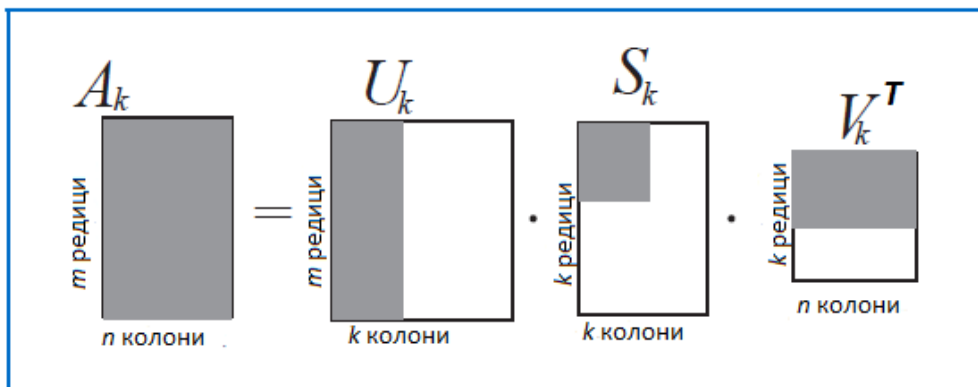 A_k
U_k
S_k
V_k^T
=
.
.
m редици
m редици
k редици
k редици
n колони
k колони
k колони
n колони